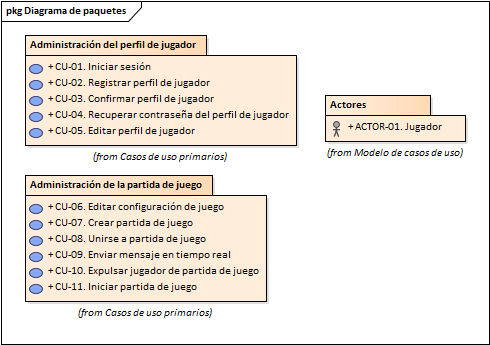 pkg Diagrama de paquetes
Administración del perfil de jugador
+ CU-01. Iniciar sesión
+ CU-02. Registrar perfil de jugador
+ CU-03. Confirmar perfil de jugador
+ CU-04. Recuperar contraseña del perfil de jugador
+ CU-05. Editar perfil de jugador
(from Casos de uso primarios)
Actores
+ ACTOR-01. Jugador
(from Modelo de casos de uso)
Administración de la partida de juego
+ CU-06. Editar configuración de juego
+ CU-07. Crear partida de juego
+ CU-08. Unirse a partida de juego
+ CU-09. Enviar mensaje en tiempo real
+ CU-10. Expulsar jugador de partida de juego
+ CU-11. Iniciar partida de juego
(from Casos de uso primarios)